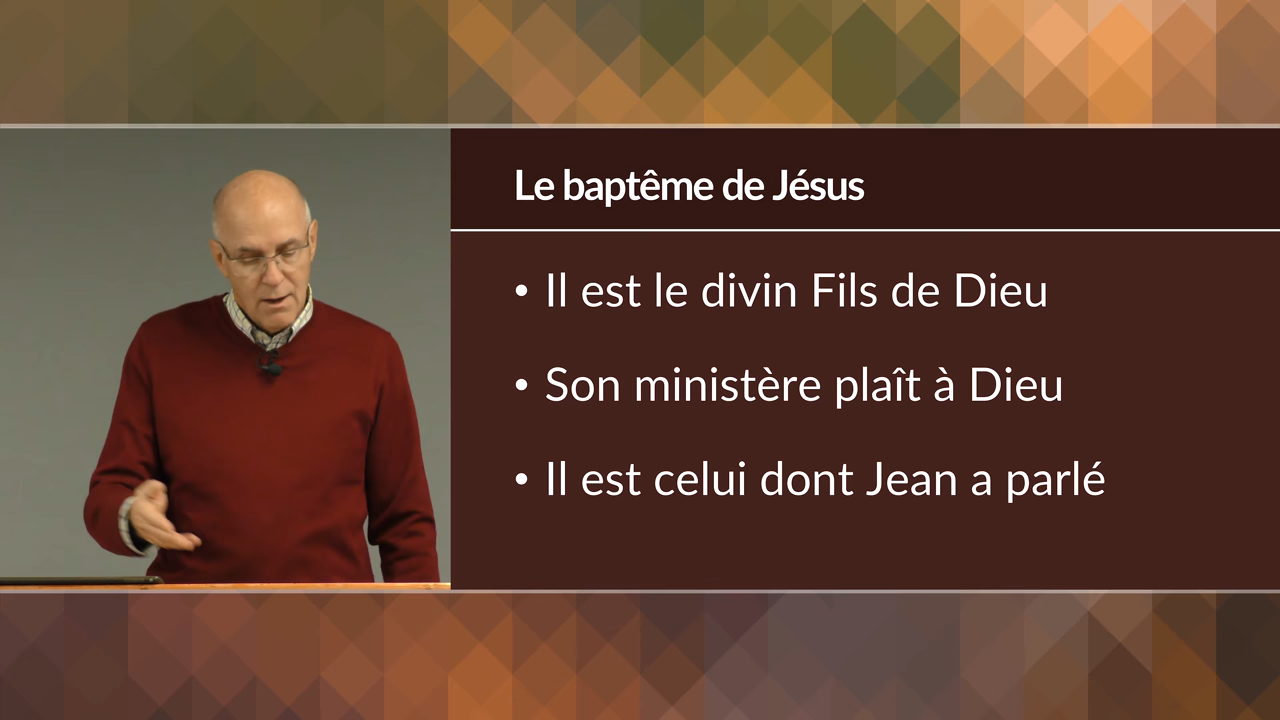 Le baptême de Jésus
• Il est le divin Fils de Dieu
• Son ministère plaît à Dieu
• Il est celui dont Jean a parlé